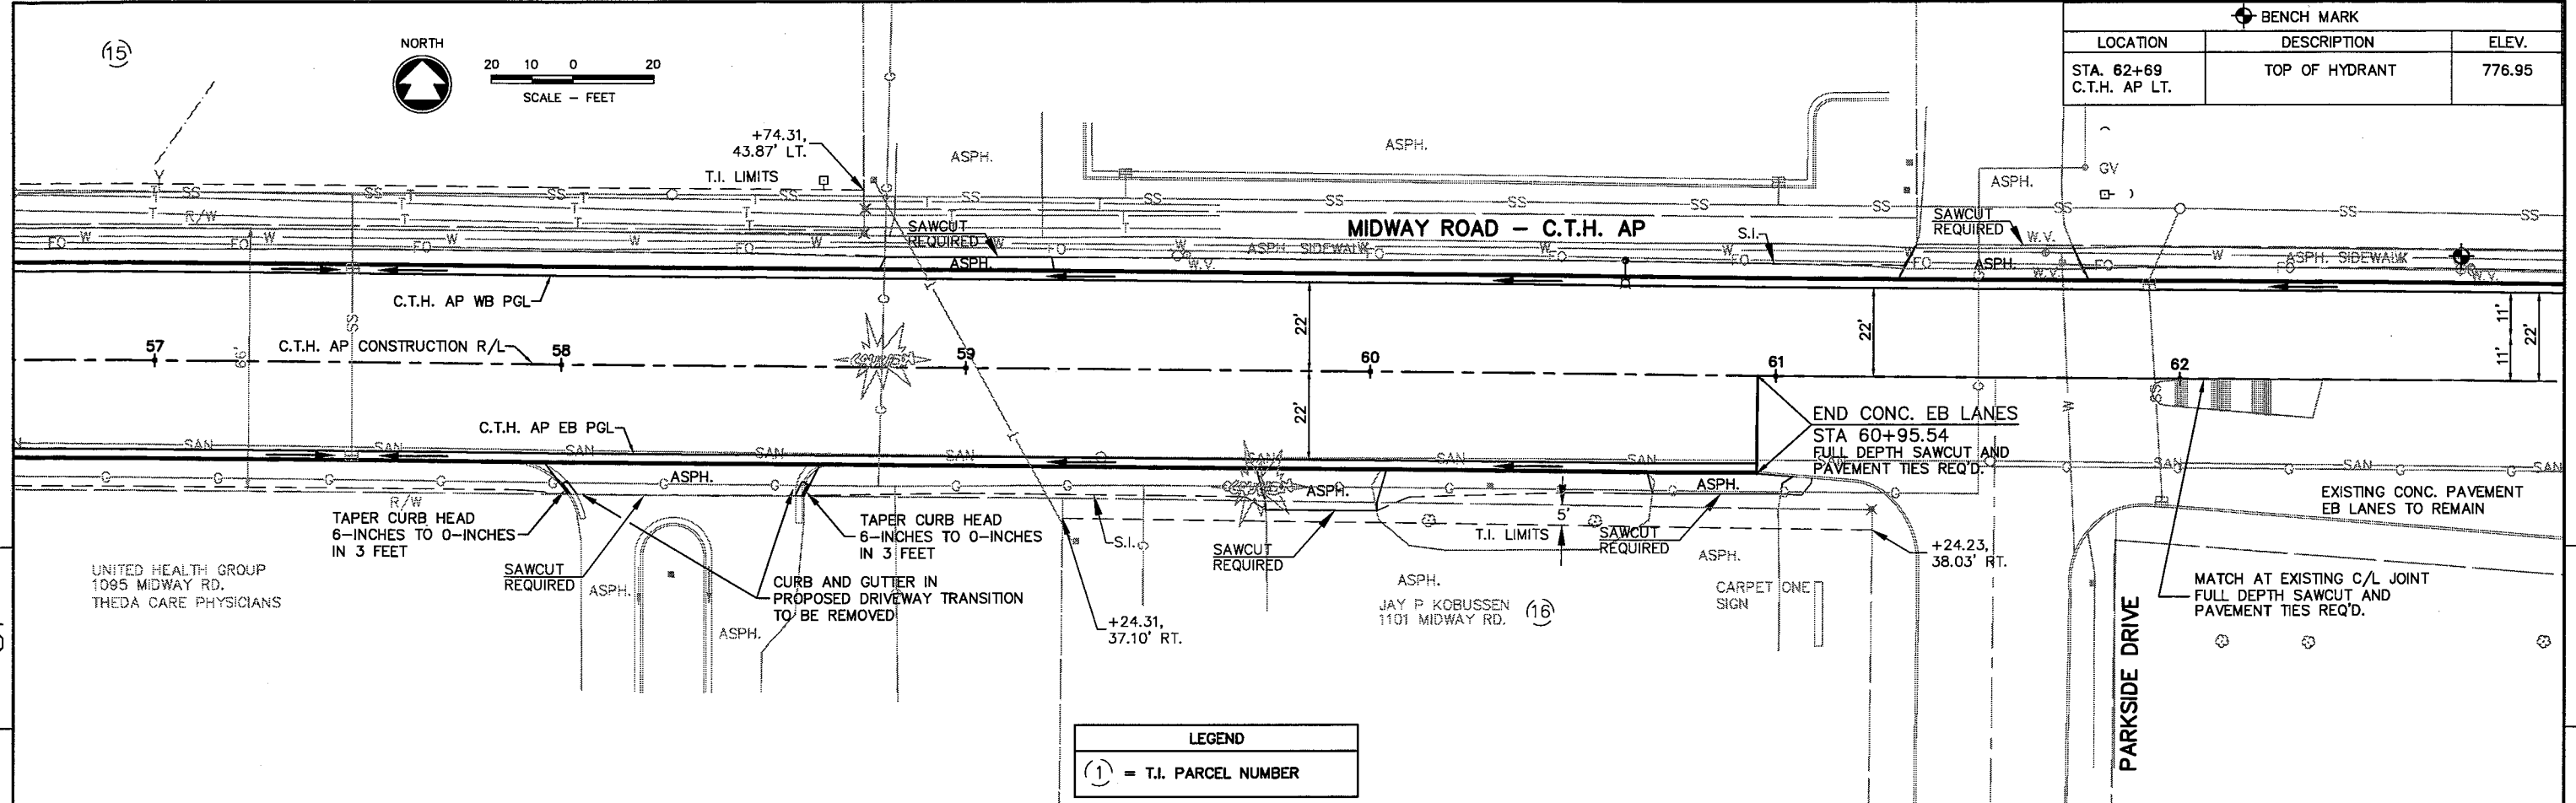 BENCH MARK
LOCATION DESCRIPTION ELEV.
STA. 62+69 TOP OF HYDRANT 776.95
C.T.H. AP LT.
15
NORTH
20 10 0 20
SCALE – FEET
+74.31,
43.87' LT.
T.I. LIMITS
ASPH.
ASPH.
ASPH.
GV
R/W
SAWCUT
REQUIRED
ASPH.
MIDWAY ROAD – C.T.H. AP
ASPH. SIDEWALK
W.V.
S.I.
SAWCUT
REQUIRED
W.V.
ASPH.
W.V.
ASPH. SIDEWALK
W.V.
C.T.H. AP WB PGL
66'
C.T.H. AP CONSTRUCTION R/L
57
58
59
60
61
62
22'
22'
22'
11'
11'
22'
C.T.H. AP EB PGL
END CONC. EB LANES
STA 60+95.54
FULL DEPTH SAWCUT AND
PAVEMENT TIES REQ'D.
ASPH.
ASPH.
ASPH.
R/W
TAPER CURB HEAD
6–INCHES TO 0–INCHES
IN 3 FEET
TAPER CURB HEAD
6–INCHES TO 0–INCHES
IN 3 FEET
S.I.
SAWCUT
REQUIRED
5'
T.I. LIMITS
SAWCUT
REQUIRED
ASPH.
+24.23,
38.03' RT.
EXISTING CONC. PAVEMENT
EB LANES TO REMAIN
UNITED HEALTH GROUP
1095 MIDWAY RD.
THEDA CARE PHYSICIANS
SAWCUT
REQUIRED
ASPH.
ASPH.
CURB AND GUTTER IN
PROPOSED DRIVEWAY TRANSITION
TO BE REMOVED
+24.31,
37.10' RT.
ASPH.
JAY P KOBUSSEN
1101 MIDWAY RD.
16
CARPET ONE
SIGN
PARKSIDE DRIVE
MATCH AT EXISTING C/L JOINT
FULL DEPTH SAWCUT AND
PAVEMENT TIES REQ'D.
LEGEND
1 = T.I. PARCEL NUMBER